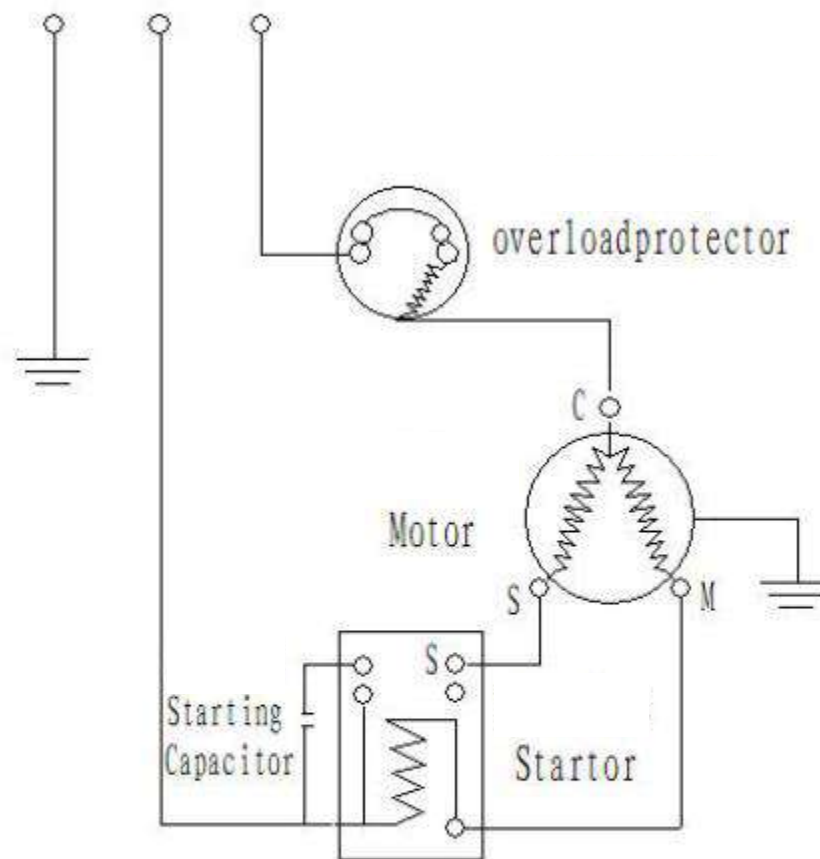 overloadprotector
C
Motor
S
M
S
Starting
Capacitor
Startor